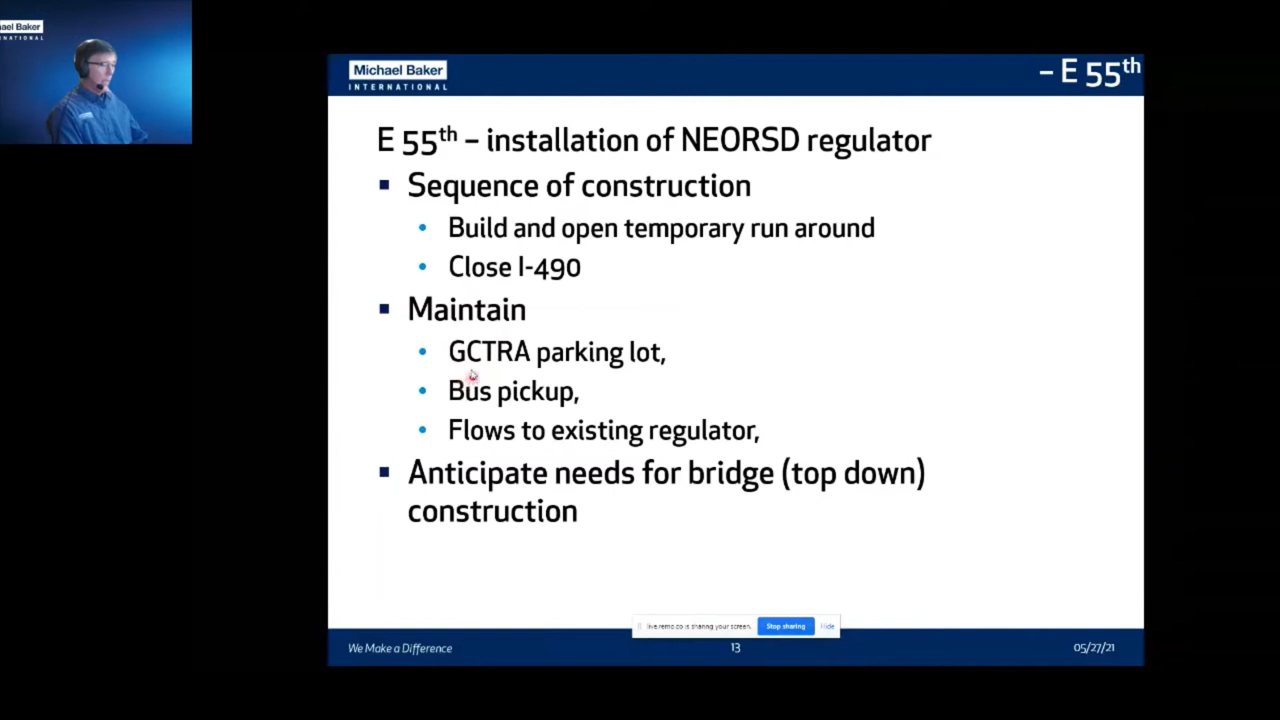 ael Baker
NATIONAL
Michael Baker
INTERNATIONAL
– E 55th
E 55th – installation of NEORSD regulator
Sequence of construction
Build and open temporary run around
Close I-490
Maintain
GCTRA parking lot,
Bus pickup,
Flows to existing regulator,
Anticipate needs for bridge (top down)
construction
live.remo.co is sharing your screen.
Stop sharing
Hide
We Make a Difference
13
05/27/21